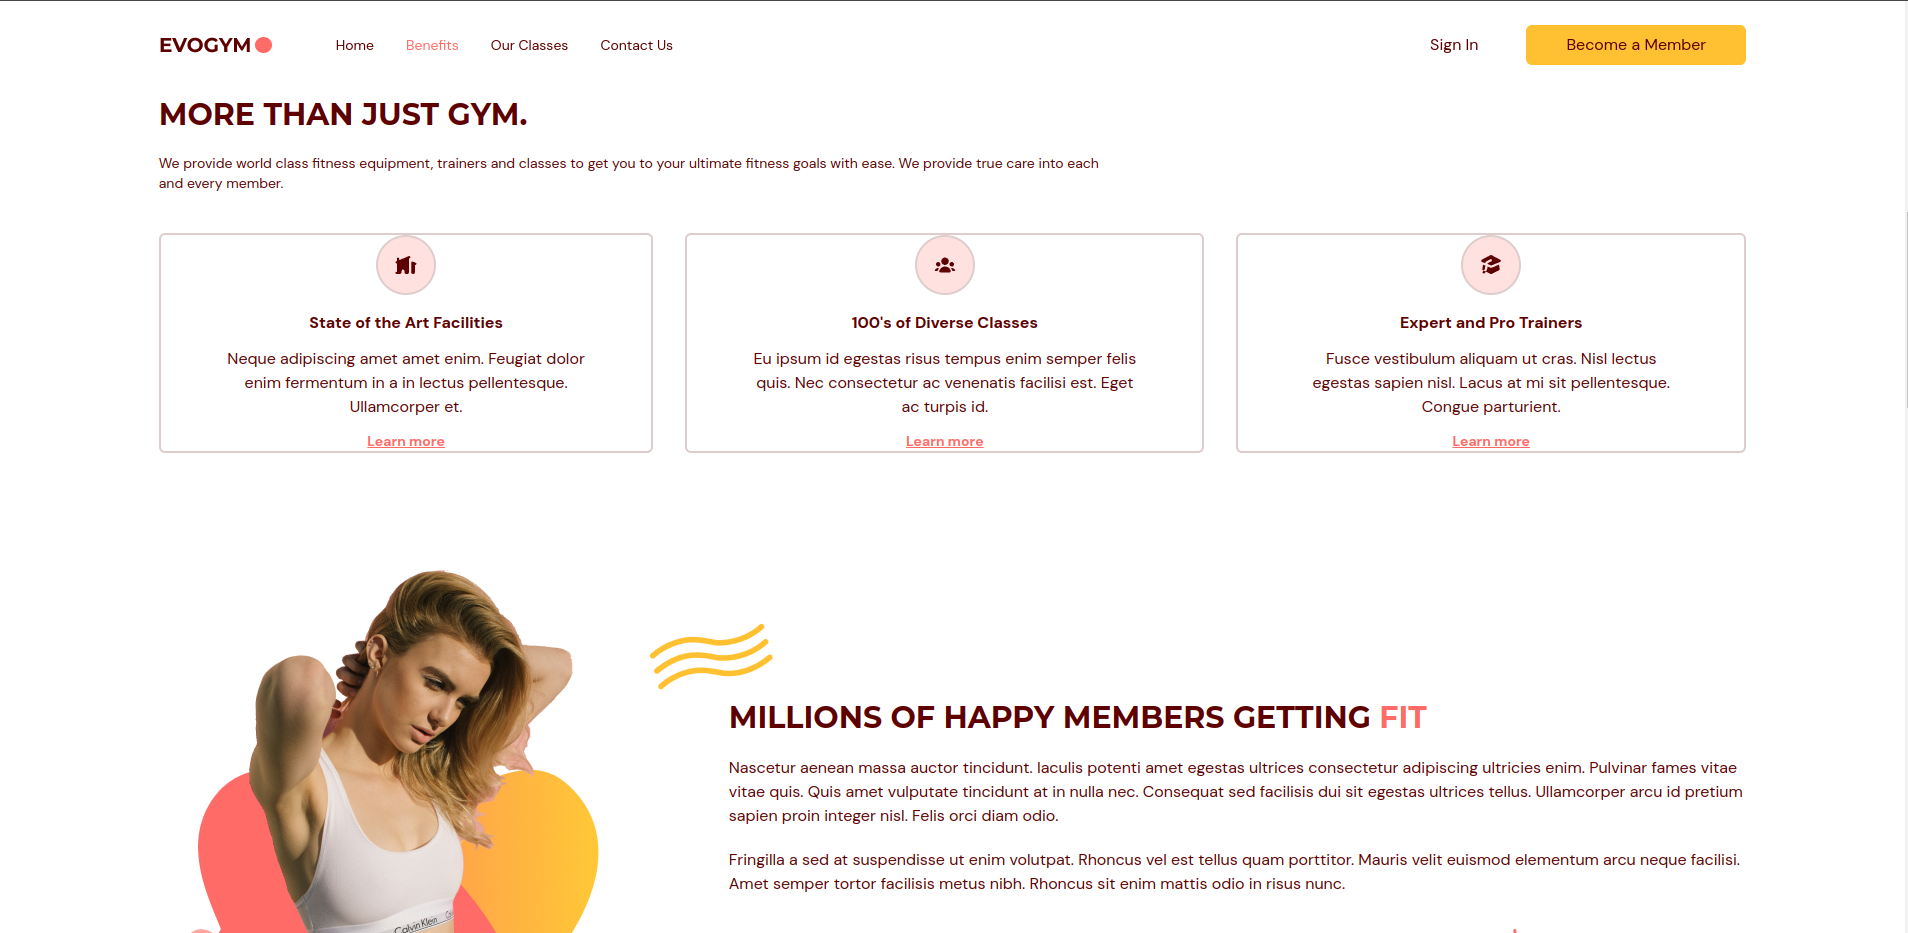 EVOGYM
Home
Benefits
Our Classes
Contact Us
Sign In
Become a Member
MORE THAN JUST GYM.
We provide world class fitness equipment, trainers and classes to get you to your ultimate fitness goals with ease. We provide true care into each
and every member.
State of the Art Facilities
Neque adipiscing amet amet enim. Feugiat dolor
enim fermentum in a in lectus pellentesque.
Ullamcorper et.
Learn more
100's of Diverse Classes
Eu ipsum id egestas risus tempus enim semper felis
quis. Nec consectetur ac venenatis facilisi est. Eget
ac turpis id.
Learn more
Expert and Pro Trainers
Fusce vestibulum aliquam ut cras. Nisl lectus
egestas sapien nisl. Lacus at mi sit pellentesque.
Congue parturient.
Learn more
MILLIONS OF HAPPY MEMBERS GETTING FIT
Nascetur aenean massa auctor tincidunt. Iaculis potenti amet egestas ultrices consectetur adipiscing ultricies enim. Pulvinar fames vitae
vitae quis. Quis amet vulputate tincidunt at in nulla nec. Consequat sed facilisis dui sit egestas ultrices tellus. Ullamcorper arcu id pretium
sapien proin integer nisl. Felis orci diam odio.
Fringilla a sed at suspendisse ut enim volutpat. Rhoncus vel est tellus quam porttitor. Mauris velit euismod elementum arcu neque facilisi.
Amet semper tortor facilisis metus nibh. Rhoncus sit enim mattis odio in risus nunc.
Calvin Klein